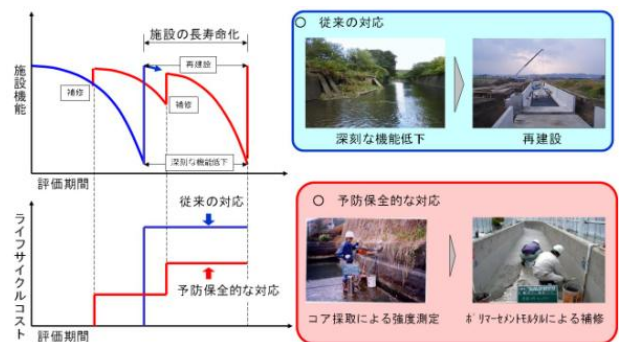 施設の長寿命化
再建設
補修
補修
深刻な機能低下
施設機能
評価期間
従来の対応
予防保全的な対応
ライフサイクルコスト
評価期間
○ 従来の対応
深刻な機能低下
再建設
○ 予防保全的な対応
コア採取による強度測定
ﾎﾟﾘﾏｰｾﾒﾝﾄﾓﾙﾀﾙによる補修